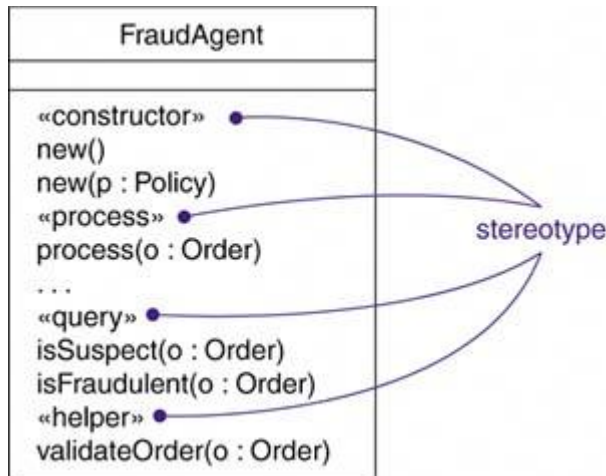 FraudAgent
«constructor»
new()
new(p : Policy)
«process»
process(o : Order)
. . .
«query»
isSuspect(o : Order)
isFraudulent(o : Order)
«helper»
validateOrder(o : Order)
stereotype